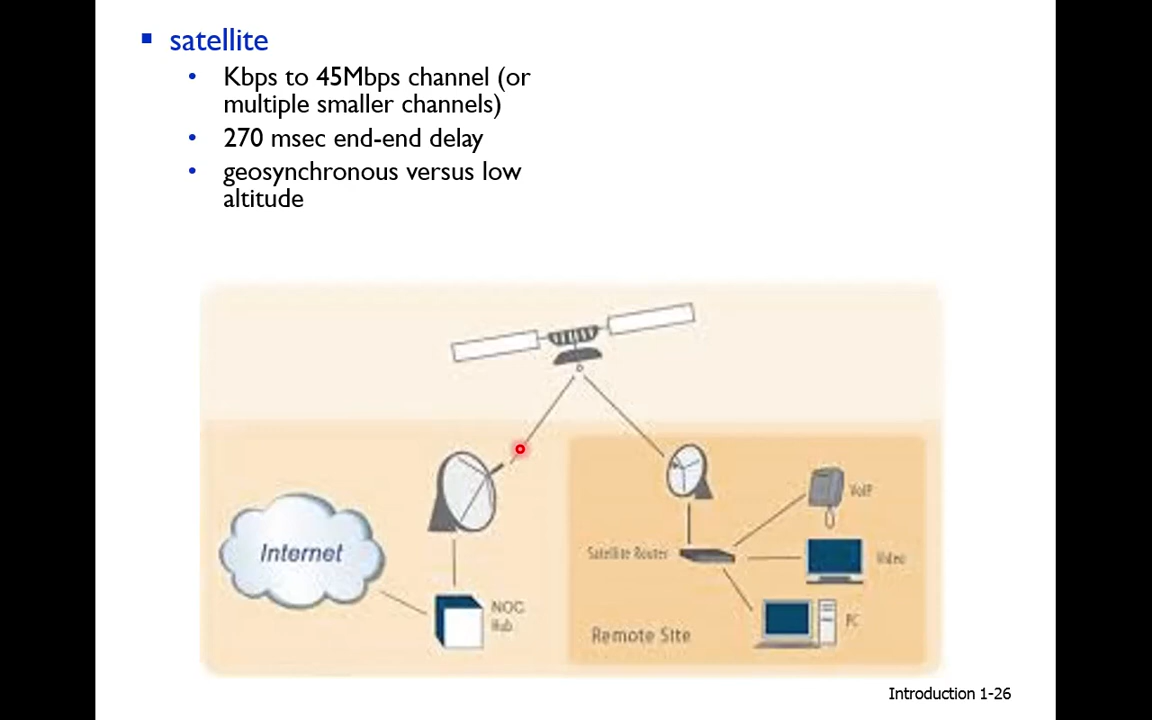 satellite
Kbps to 45Mbps channel (or
multiple smaller channels)
270 msec end-end delay
geosynchronous versus low
altitude
Internet
NOC
Hub
Satellite Router
VoIP
Video
PC
Remote Site
Introduction 1-26